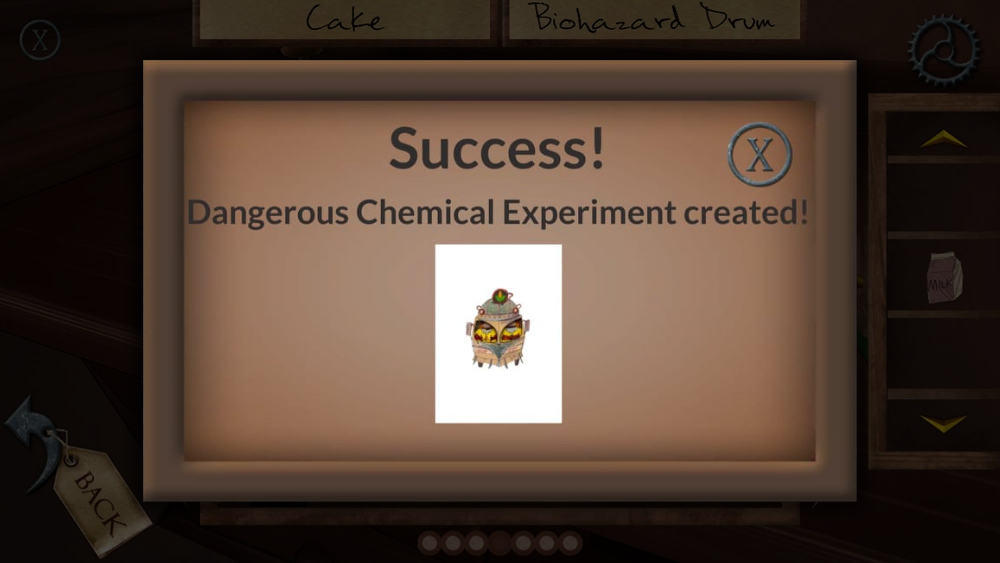 Cake
Biohazard Drum
Success!
X
X
Dangerous Chemical Experiment created!
MILK
BACK